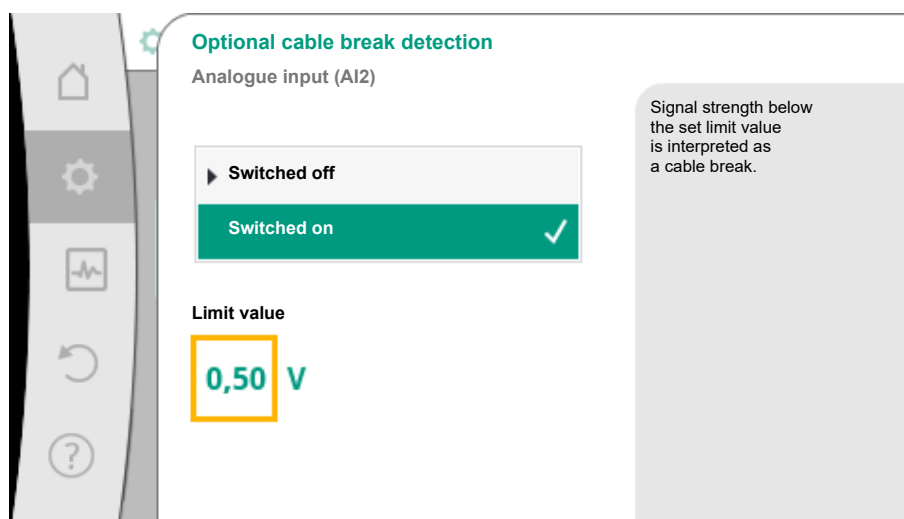 Optional cable break detection
Analogue input (AI2)
Signal strength below
the set limit value
is interpreted as
a cable break.
Switched off
Switched on
Limit value
0,50 V
?